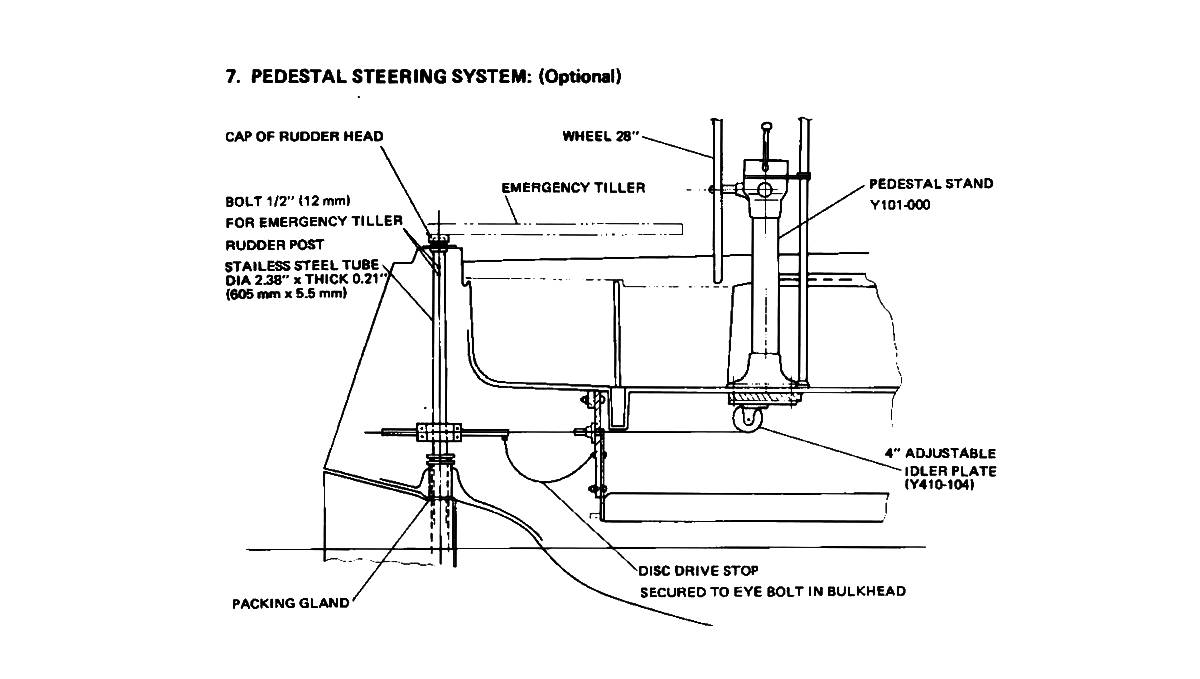 7. PEDESTAL STEERING SYSTEM: (Optional)
CAP OF RUDDER HEAD
WHEEL 28"
EMERGENCY TILLER
PEDESTAL STAND
Y101-000
BOLT 1/2" (12 mm)
FOR EMERGENCY TILLER
RUDDER POST
STAILESS STEEL TUBE
DIA 2.38" x THICK 0.21"
(605 mm x 5.5 mm)
4" ADJUSTABLE
IDLER PLATE
(Y410-104)
DISC DRIVE STOP
SECURED TO EYE BOLT IN BULKHEAD
PACKING GLAND